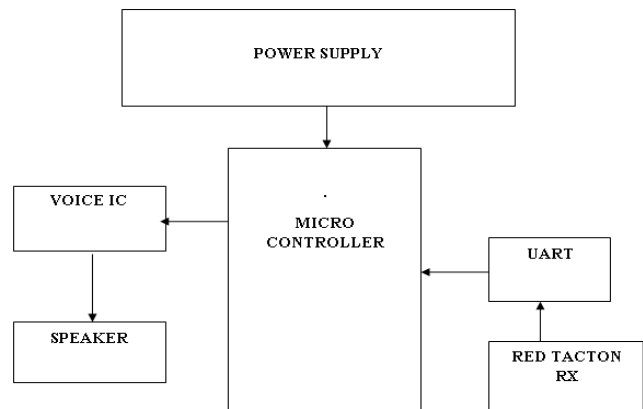 POWER SUPPLY
VOICE IC
.
MICRO
CONTROLLER
UART
SPEAKER
RED TACTON
RX